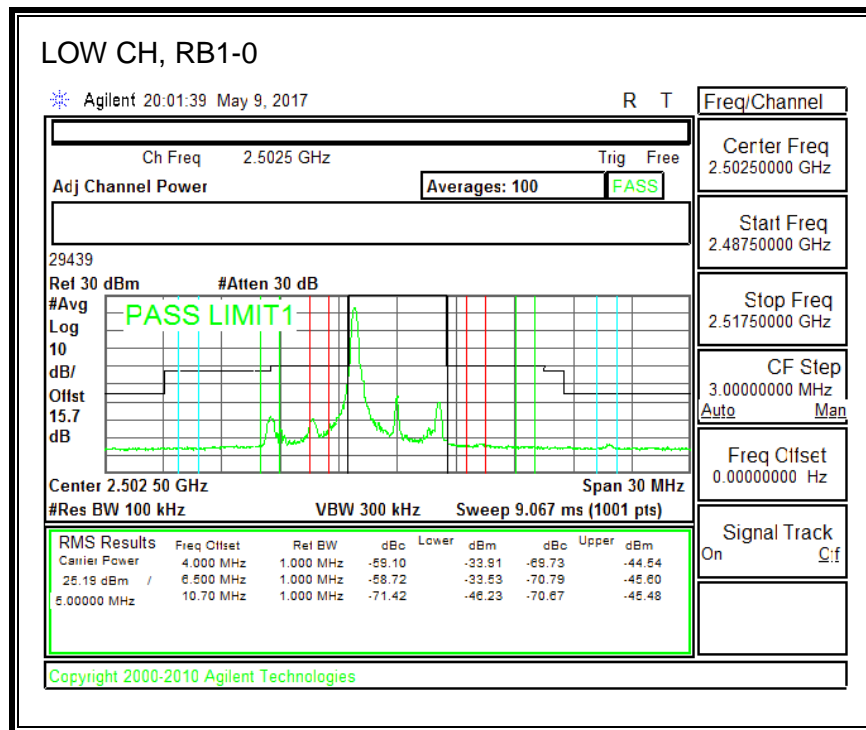 LOW CH, RB1-0
Agilent 20:01:39 May 9, 2017 R T
Freq/Channel
Ch Freq 2.5025 GHz Trig Free
Adj Channel Power Averages: 100 PASS
Center Freq
2.50250000 GHz
Start Freq
2.48750000 GHz
Stop Freq
2.51750000 GHz
CF Step
3.00000000 MHz
Auto Man
Freq Offset
0.00000000 Hz
Signal Track
On Off
29439
Ref 30 dBm #Atten 30 dB
#Avg
Log
10
dB/
Offst
15.7
dB
PASS LIMIT1
Center 2.502 50 GHz Span 30 MHz
#Res BW 100 kHz VBW 300 kHz Sweep 9.067 ms (1001 pts)
RMS Results Freq Offset Ref BW dBc Lower dBm dBc Upper dBm
Carrier Power 4.000 MHz 1.000 MHz -59.10 -33.91 -69.73 -44.54
25.19 dBm / 6.500 MHz 1.000 MHz -58.72 -33.53 -70.79 -45.60
5.00000 MHz 10.70 MHz 1.000 MHz -71.42 -46.23 -70.67 -45.48
Copyright 2000-2010 Agilent Technologies